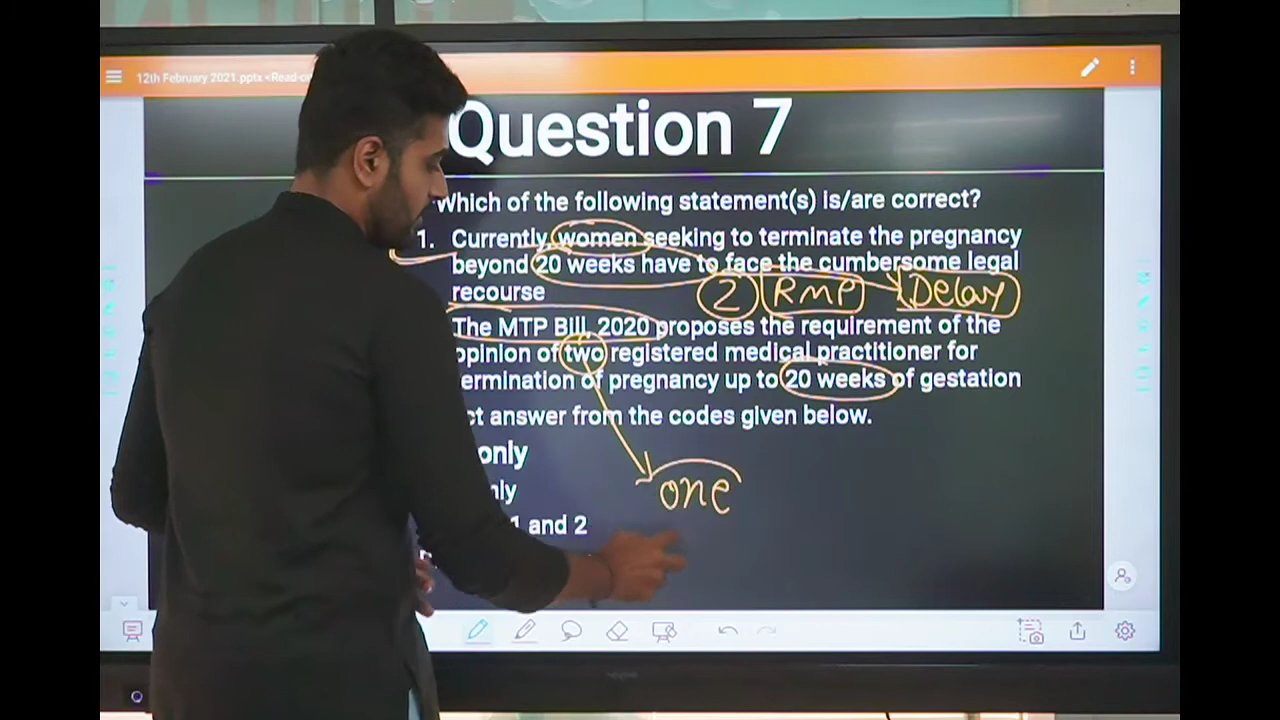 12th February 2021.pptx <Read-
Question 7
Which of the following statement(s) is/are correct?
1. Currently, women seeking to terminate the pregnancy
beyond 20 weeks have to face the cumbersome legal
recourse
2 RMP Delay
The MTP Bill, 2020 proposes the requirement of the
opinion of two registered medical practitioner for
ermination of pregnancy up to 20 weeks of gestation
ct answer from the codes given below.
only
one
nly
1 and 2